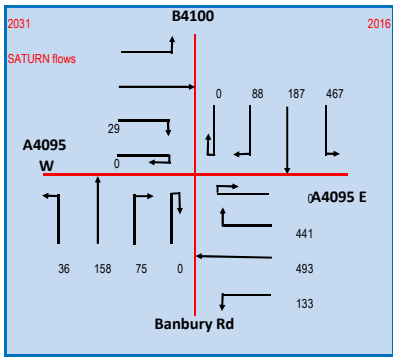 B4100
2031 2016
SATURN flows
0 88 187 467
29
A4095
W
0
0
A4095 E
441
36 158 75 0
493
133
Banbury Rd